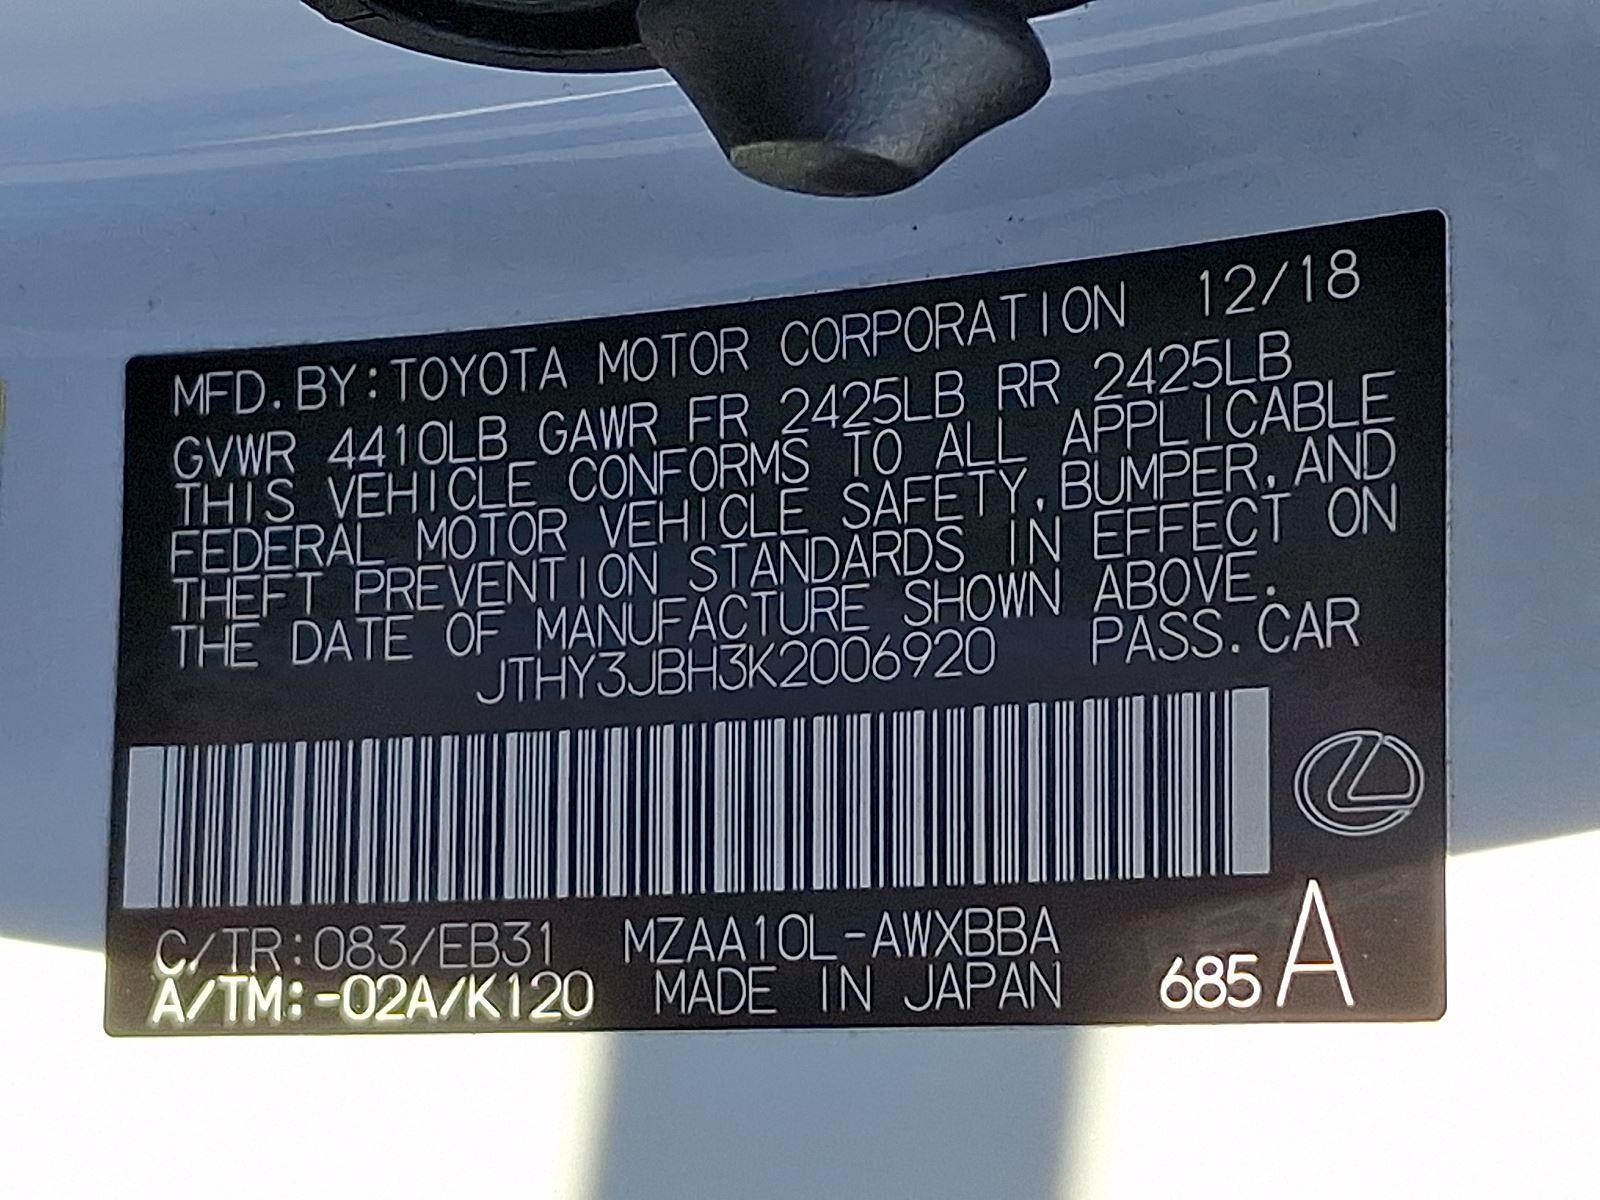 MFD. BY:TOYOTA MOTOR CORPORATION 12/18
GVWR 4410LB GAWR FR 2425LB RR 2425LB
THIS VEHICLE CONFORMS TO ALL APPLICABLE
FEDERAL MOTOR VEHICLE SAFETY,BUMPER,AND
THEFT PREVENTION STANDARDS IN EFFECT ON
THE DATE OF MANUFACTURE SHOWN ABOVE.
JTHY3JBH3K2006920 PASS.CAR
C/TR:083/EB31 MZAA10L-AWXBBA
A/TM:-02A/K120 MADE IN JAPAN 685 A